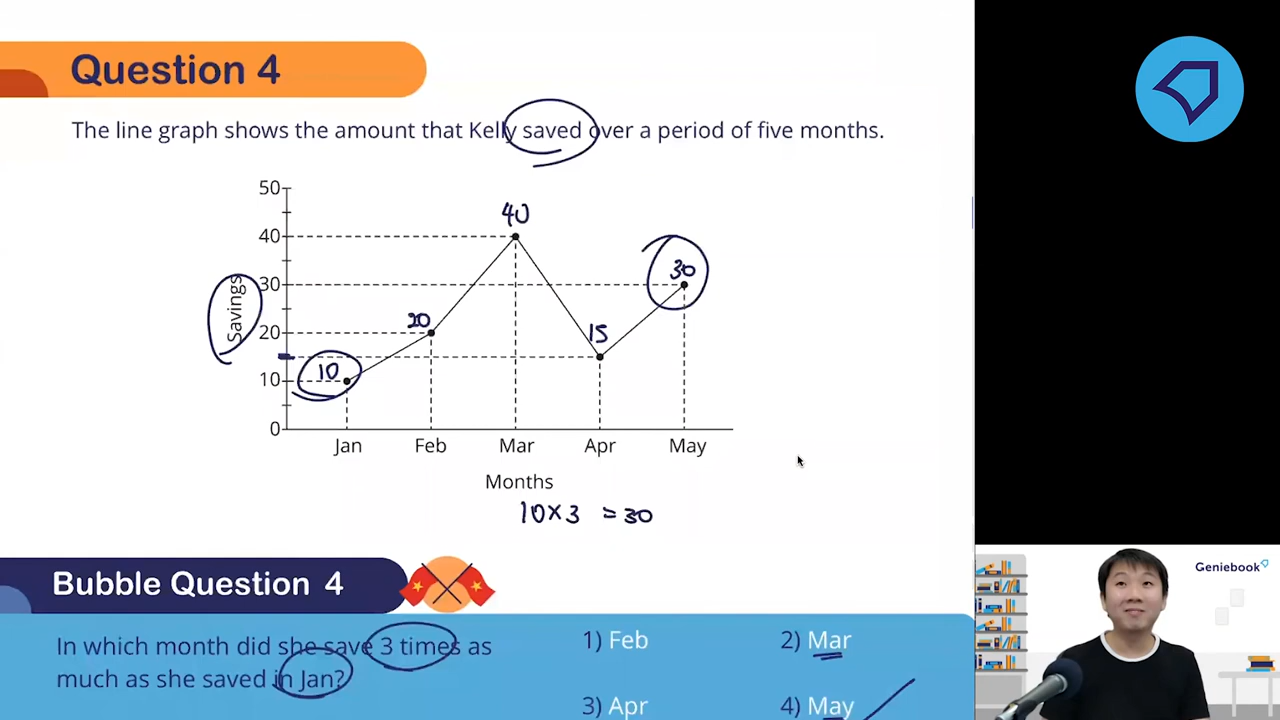 Question 4
The line graph shows the amount that Kelly saved over a period of five months.
50
40
30
20
10
0
Savings
10
20
40
15
30
Jan Feb Mar Apr May
Months
10×3 = 30
Bubble Question 4
In which month did she save 3 times as
much as she saved in Jan?
1) Feb
2) Mar
3) Apr
4) May
Geniebook